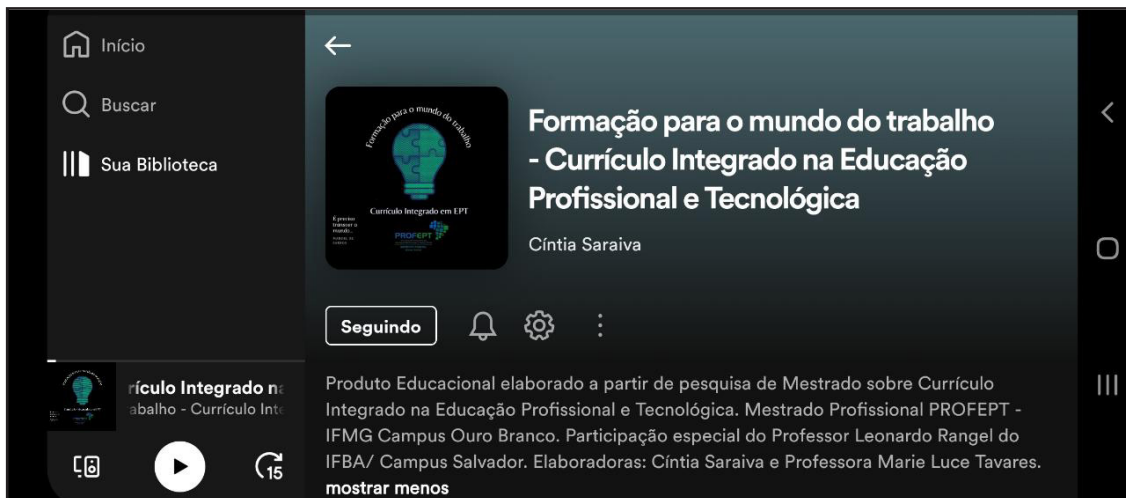 Início
Buscar
Sua Biblioteca
Formação para o mundo do trabalho
Currículo Integrado em EPT
É preciso
transver o
mundo...
PROFEPT
Formação para o mundo do trabalho
- Currículo Integrado na Educação
Profissional e Tecnológica
Cíntia Saraiva
Seguindo
Produto Educacional elaborado a partir de pesquisa de Mestrado sobre Currículo
Integrado na Educação Profissional e Tecnológica. Mestrado Profissional PROFEPT -
IFMG Campus Ouro Branco. Participação especial do Professor Leonardo Rangel do
IFBA/ Campus Salvador. Elaboradoras: Cíntia Saraiva e Professora Marie Luce Tavares.
mostrar menos
rículo Integrado na
abalho - Currículo Inte
15